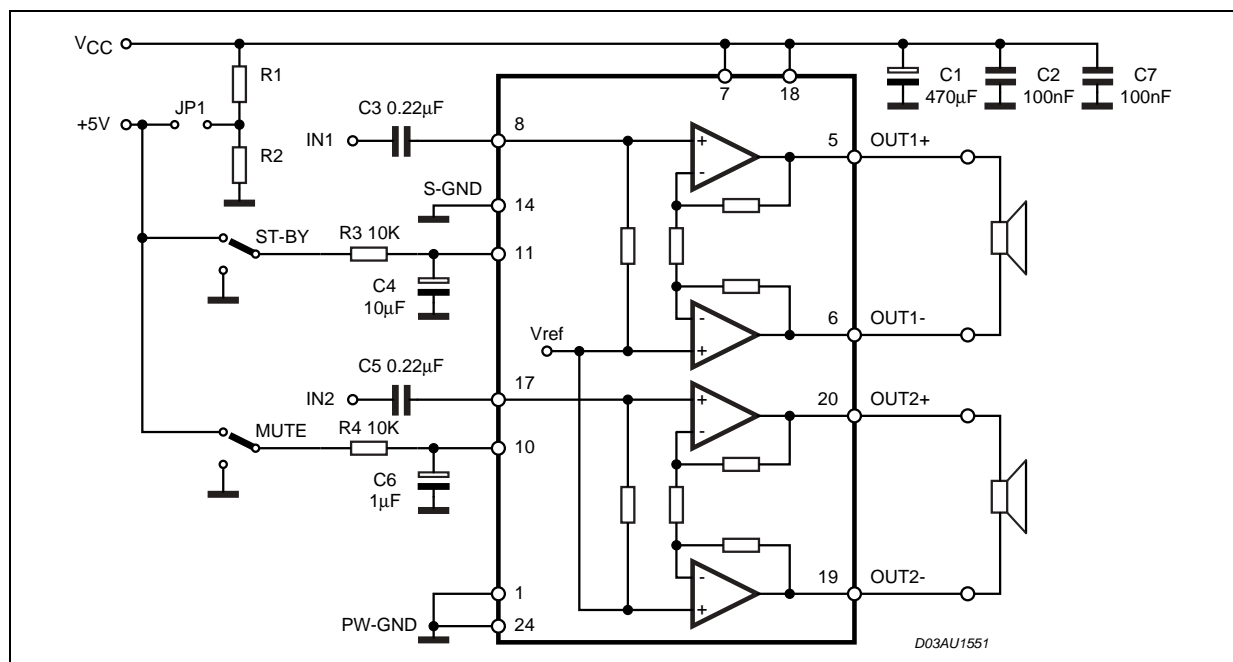 VCC
R1
7
18
C1
470μF
C2
100nF
C7
100nF
JP1
C3 0.22μF
+5V
IN1
8
+
-
5
OUT1+
R2
S-GND
14
ST-BY
R3 10K
11
C4
10μF
-
+
6
OUT1-
Vref
C5 0.22μF
IN2
17
+
-
20
OUT2+
MUTE
R4 10K
10
C6
1μF
-
+
19
OUT2-
1
PW-GND
24
D03AU1551